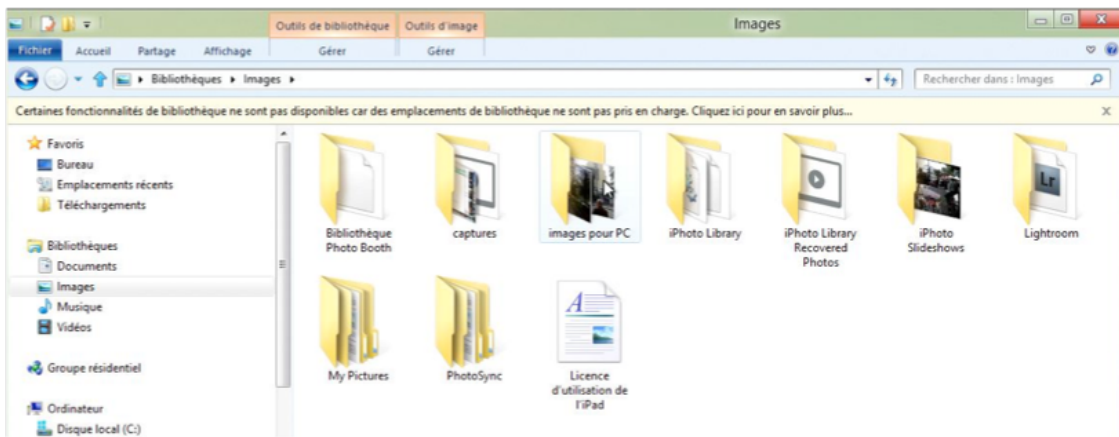 Outils de bibliothèque Outils d'image Images
Fichier Accueil Partage Affichage Gérer Gérer
Bibliothèques Images Rechercher dans : Images
Certaines fonctionnalités de bibliothèque ne sont pas disponibles car des emplacements de bibliothèque ne sont pas pris en charge. Cliquez ici pour en savoir plus...
Favoris
Bureau
Emplacements récents
Téléchargements
Bibliothèques
Documents
Images
Musique
Vidéos
Groupe résidentiel
Ordinateur
Disque local (C:)
Bibliothèque
Photo Booth
captures
images pour PC
iPhoto Library
iPhoto Library
Recovered
Photos
iPhoto
Slideshows
Lr
Lightroom
My Pictures
PhotoSync
A
Licence
d'utilisation de
l'iPad